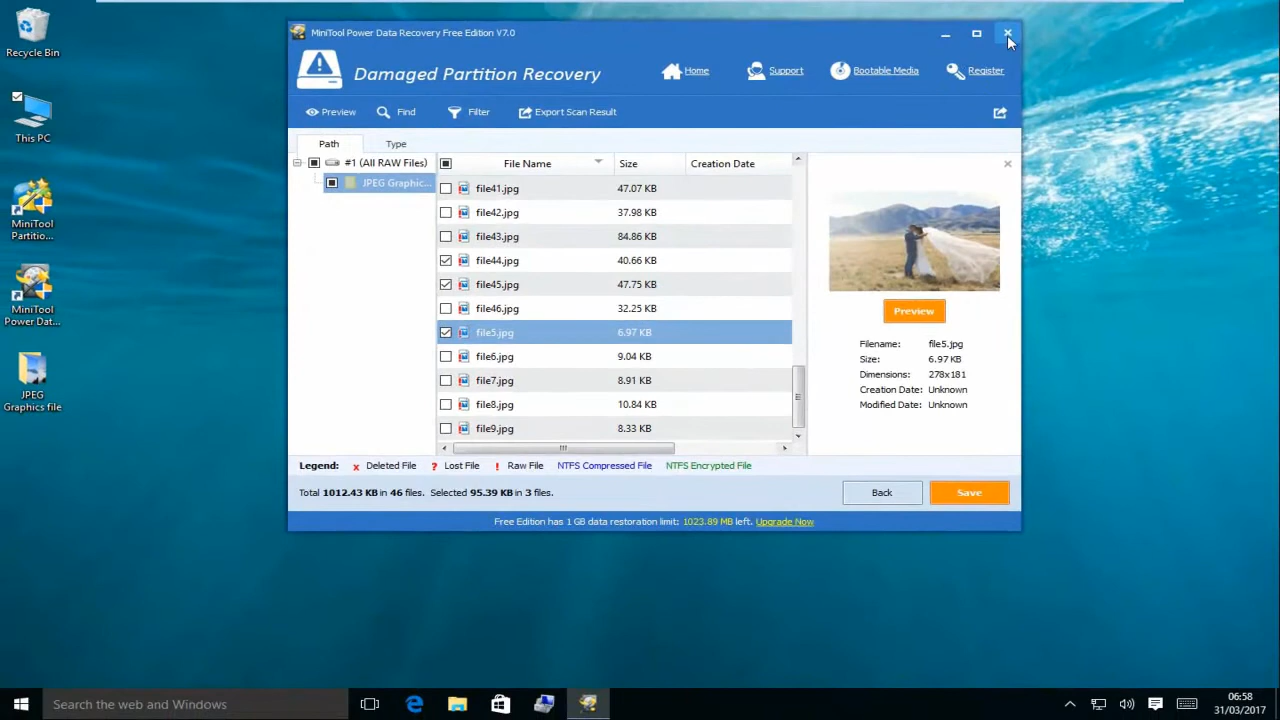 Recycle Bin
This PC
MiniTool
Partitio...
MiniTool
Power Dat...
JPEG
Graphics file
MiniTool Power Data Recovery Free Edition V7.0
Damaged Partition Recovery
Home Support Bootable Media Register
Preview Find Filter Export Scan Result
Path Type
#1 (All RAW Files)
JPEG Graphic...
File Name Size Creation Date
file41.jpg 47.07 KB
file42.jpg 37.98 KB
file43.jpg 84.86 KB
file44.jpg 40.66 KB
file45.jpg 47.75 KB
file46.jpg 32.25 KB
file5.jpg 6.97 KB
file6.jpg 9.04 KB
file7.jpg 8.91 KB
file8.jpg 10.84 KB
file9.jpg 8.33 KB
Preview
Filename: file5.jpg
Size: 6.97 KB
Dimensions: 278x181
Creation Date: Unknown
Modified Date: Unknown
Legend: x Deleted File ? Lost File ! Raw File NTFS Compressed File NTFS Encrypted File
Total 1012.43 KB in 46 files. Selected 95.39 KB in 3 files.
Back Save
Free Edition has 1 GB data restoration limit: 1023.89 MB left. Upgrade Now
Search the web and Windows
06:58
31/03/2017